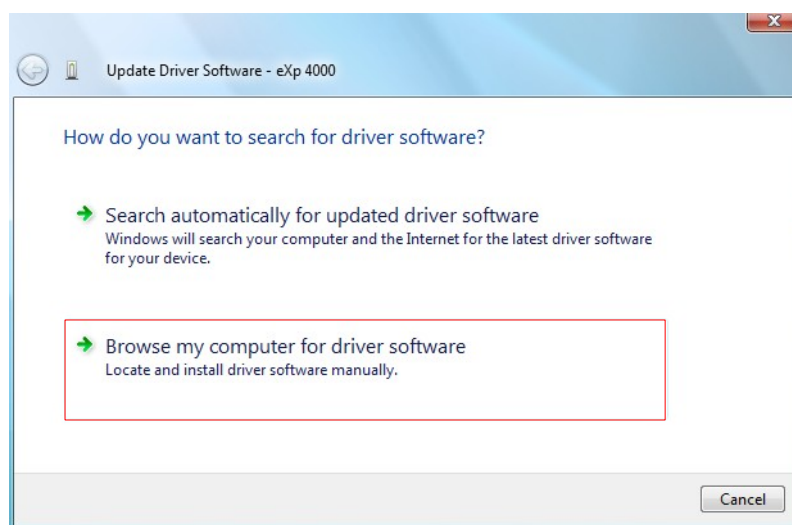 Update Driver Software - eXp 4000
How do you want to search for driver software?
Search automatically for updated driver software
Windows will search your computer and the Internet for the latest driver software
for your device.
Browse my computer for driver software
Locate and install driver software manually.
Cancel